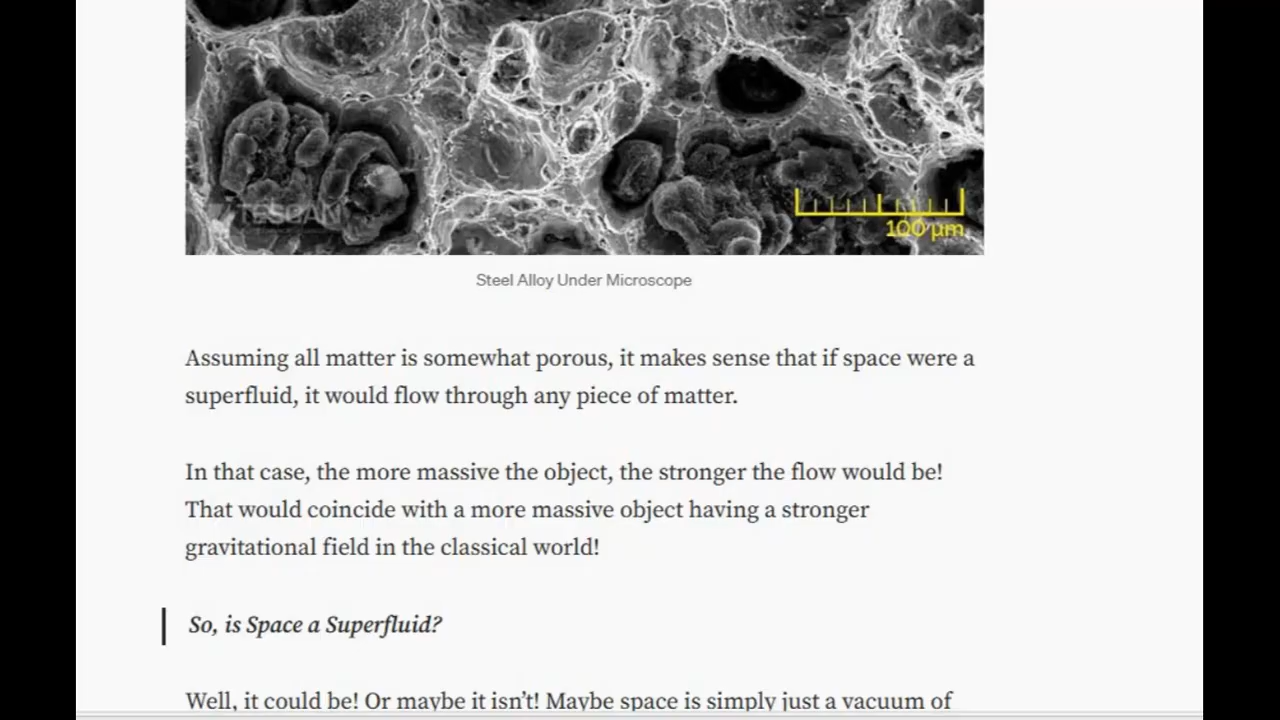 TESCAN
100 µm
Steel Alloy Under Microscope
Assuming all matter is somewhat porous, it makes sense that if space were a
superfluid, it would flow through any piece of matter.
In that case, the more massive the object, the stronger the flow would be!
That would coincide with a more massive object having a stronger
gravitational field in the classical world!
So, is Space a Superfluid?
Well, it could be! Or maybe it isn't! Maybe space is simply just a vacuum of